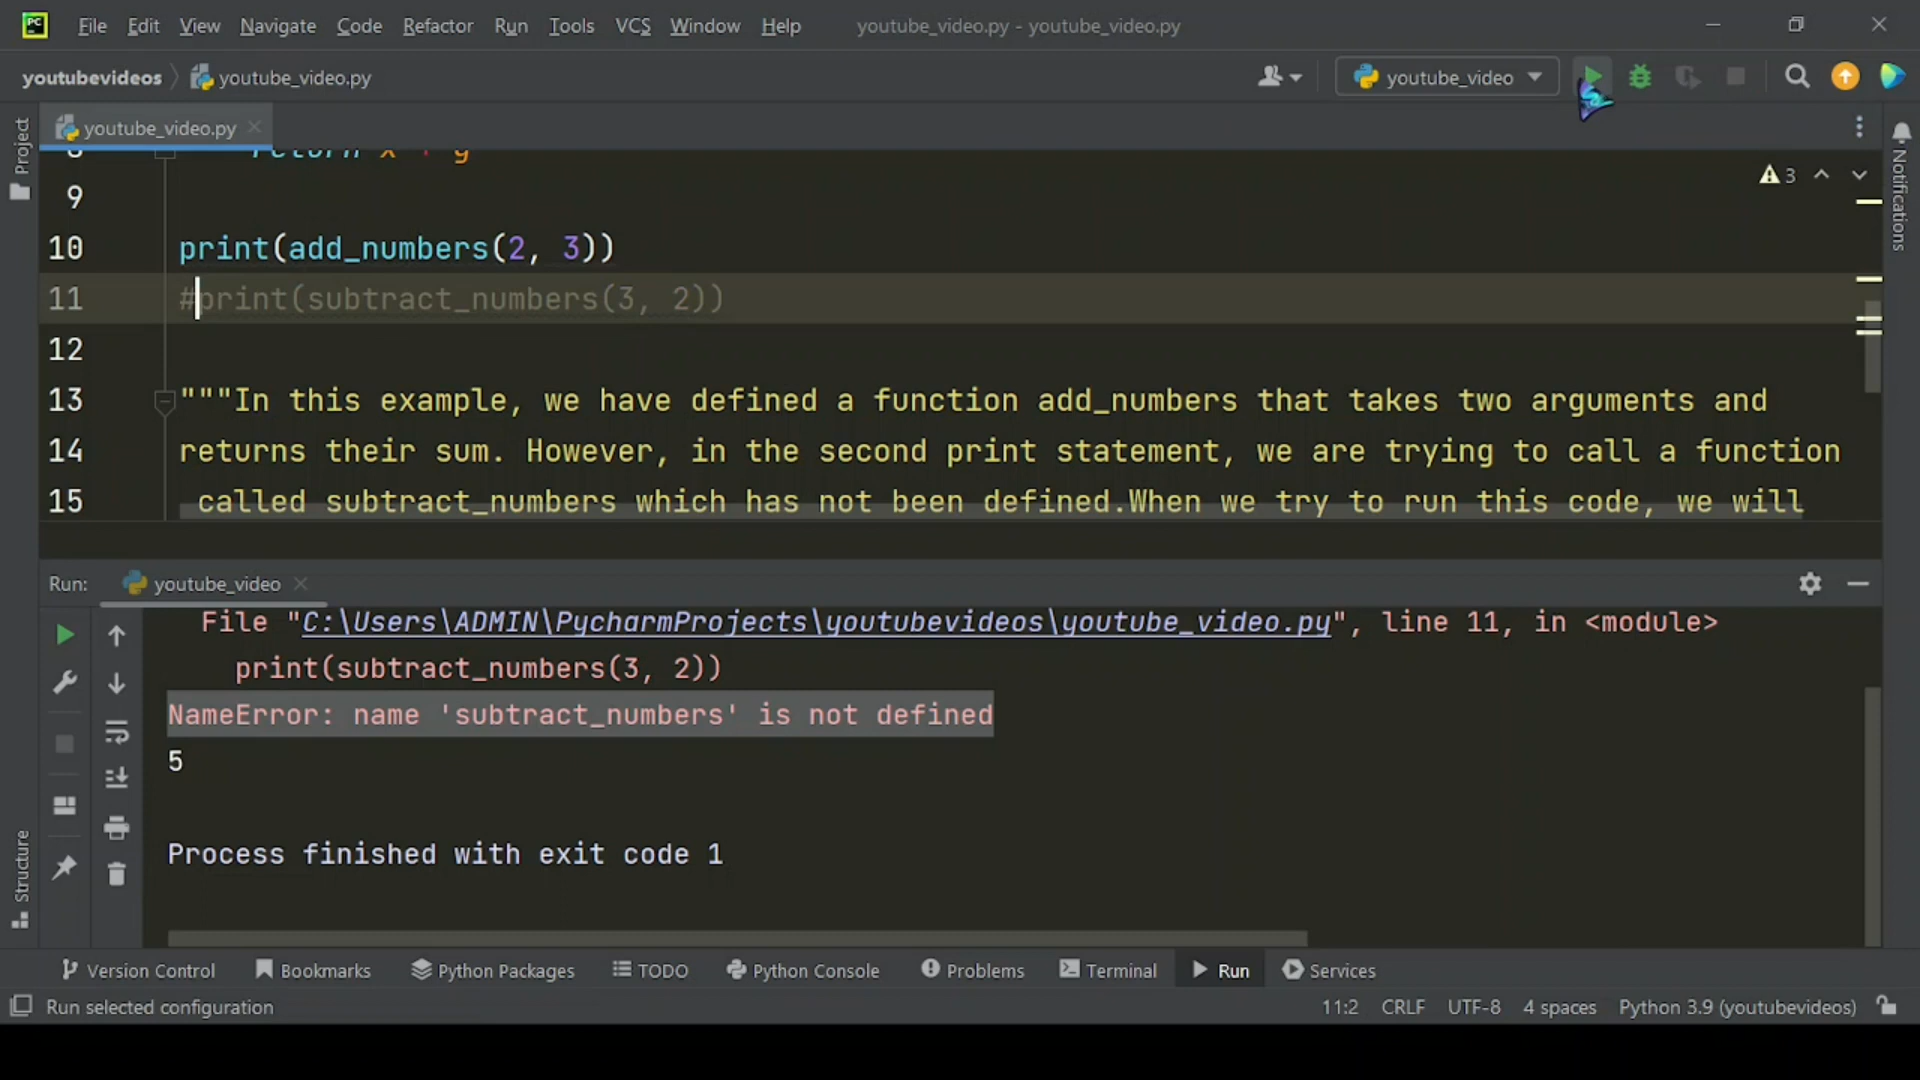 PC File Edit View Navigate Code Refactor Run Tools VCS Window Help youtube_video.py - youtube_video.py
youtubevideos youtube_video.py youtube_video
Project
youtube_video.py
Notifications
3
8 return x + y
9
10 print(add_numbers(2, 3))
11 #print(subtract_numbers(3, 2))
12
13 """In this example, we have defined a function add_numbers that takes two arguments and
14 returns their sum. However, in the second print statement, we are trying to call a function
15 called subtract_numbers which has not been defined.When we try to run this code, we will
Run: youtube_video
File "C:\Users\ADMIN\PycharmProjects\youtubevideos\youtube_video.py", line 11, in <module>
print(subtract_numbers(3, 2))
NameError: name 'subtract_numbers' is not defined
5
Process finished with exit code 1
Structure
Version Control Bookmarks Python Packages TODO Python Console Problems Terminal Run Services
Run selected configuration 11:2 CRLF UTF-8 4 spaces Python 3.9 (youtubevideos)